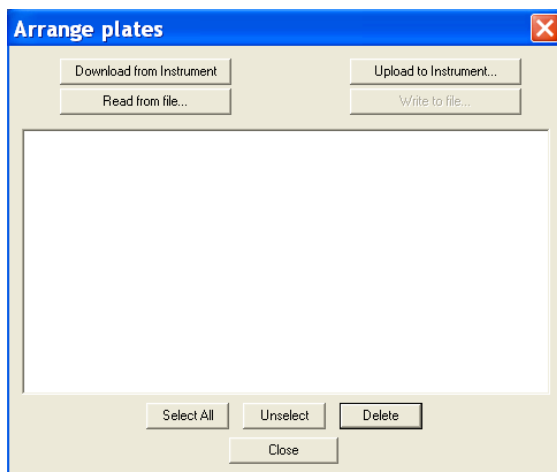 Arrange plates
Download from Instrument
Upload to Instrument...
Read from file...
Write to file...
Select All
Unselect
Delete
Close